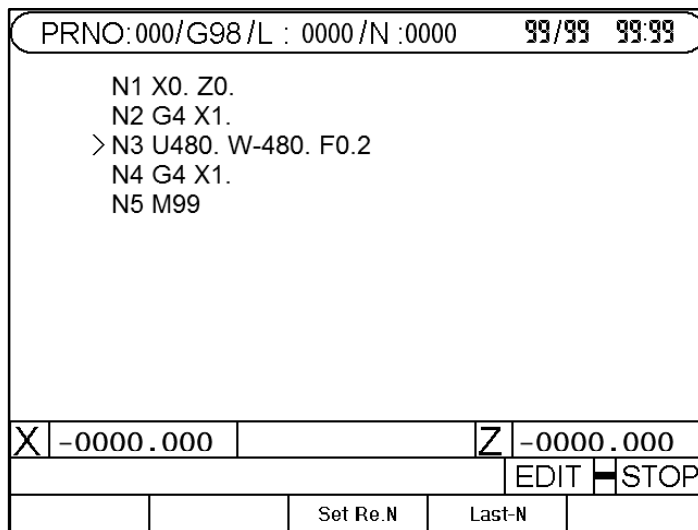 PRNO:000/G98/L : 0000/N :0000 99/99 99:99
N1 X0. Z0.
N2 G4 X1.
>N3 U480. W-480. F0.2
N4 G4 X1.
N5 M99
X -0000.000 Z -0000.000
EDIT STOP
Set Re.N Last-N